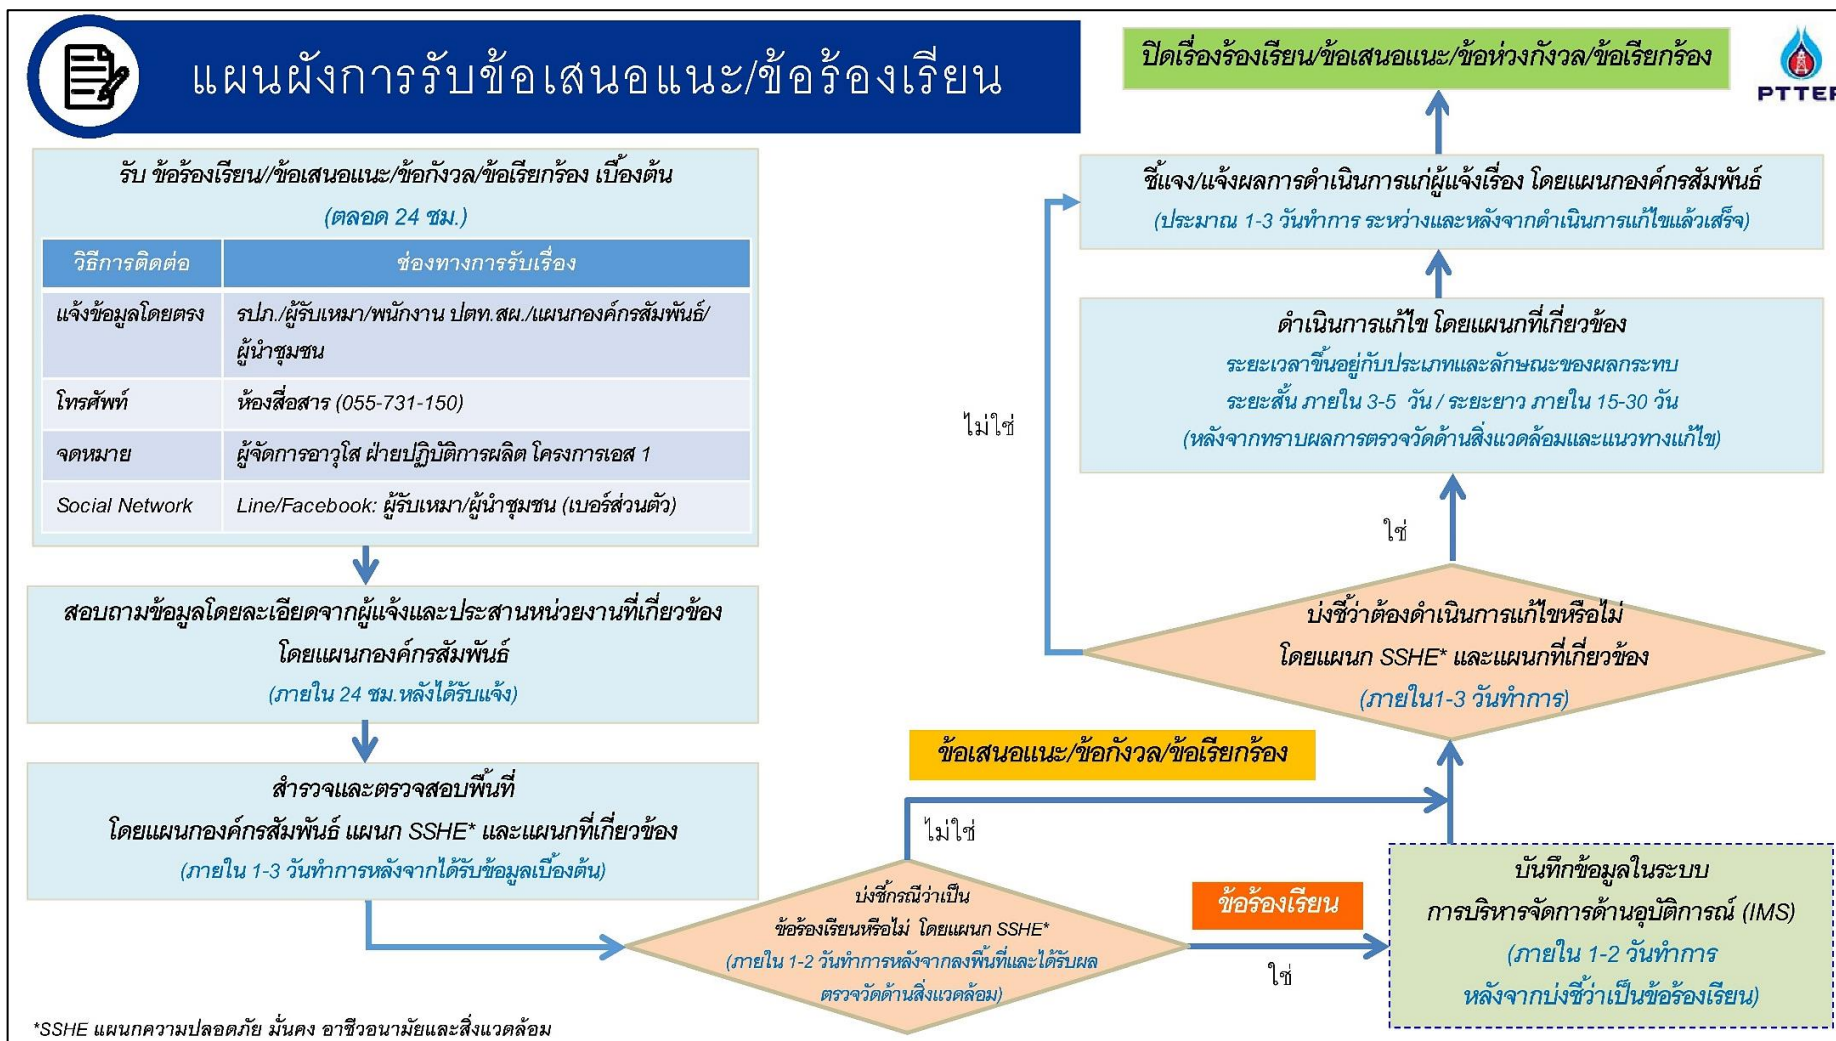 แผนผังการรับข้อเสนอแนะ/ข้อร้องเรียน
รับ ข้อร้องเรียน//ข้อเสนอแนะ/ข้อกังวล/ข้อเรียกร้อง เบื้องต้น
(ตลอด 24 ชม.)
วิธีการติดต่อ ช่องทางการรับเรื่อง
แจ้งข้อมูลโดยตรง รปภ./ผู้รับเหมา/พนักงาน ปตท.สผ./แผนกองค์กรสัมพันธ์/
ผู้นำชุมชน
โทรศัพท์ ห้องสื่อสาร (055-731-150)
จดหมาย ผู้จัดการอาวุโส ฝ่ายปฏิบัติการผลิต โครงการเอส 1
Social Network Line/Facebook: ผู้รับเหมา/ผู้นำชุมชน (เบอร์ส่วนตัว)
สอบถามข้อมูลโดยละเอียดจากผู้แจ้งและประสานหน่วยงานที่เกี่ยวข้อง
โดยแผนกองค์กรสัมพันธ์
(ภายใน 24 ชม.หลังได้รับแจ้ง)
สำรวจและตรวจสอบพื้นที่
โดยแผนกองค์กรสัมพันธ์ แผนก SSHE* และแผนกที่เกี่ยวข้อง
(ภายใน 1-3 วันทำการหลังจากได้รับข้อมูลเบื้องต้น)
บ่งชี้กรณีว่าเป็น
ข้อร้องเรียนหรือไม่ โดยแผนก SSHE*
(ภายใน 1-2 วันทำการหลังจากลงพื้นที่และได้รับผล
ตรวจวัดด้านสิ่งแวดล้อม)
ไม่ใช่
ข้อเสนอแนะ/ข้อกังวล/ข้อเรียกร้อง
ข้อร้องเรียน
ใช่
บันทึกข้อมูลในระบบ
การบริหารจัดการด้านอุบัติการณ์ (IMS)
(ภายใน 1-2 วันทำการ
หลังจากบ่งชี้ว่าเป็นข้อร้องเรียน)
บ่งชี้ว่าต้องดำเนินการแก้ไขหรือไม่
โดยแผนก SSHE* และแผนกที่เกี่ยวข้อง
(ภายใน1-3 วันทำการ)
ไม่ใช่
ใช่
ดำเนินการแก้ไข โดยแผนกที่เกี่ยวข้อง
ระยะเวลาขึ้นอยู่กับประเภทและลักษณะของผลกระทบ
ระยะสั้น ภายใน 3-5 วัน / ระยะยาว ภายใน 15-30 วัน
(หลังจากทราบผลการตรวจวัดด้านสิ่งแวดล้อมและแนวทางแก้ไข)
ชี้แจง/แจ้งผลการดำเนินการแก่ผู้แจ้งเรื่อง โดยแผนกองค์กรสัมพันธ์
(ประมาณ 1-3 วันทำการ ระหว่างและหลังจากดำเนินการแก้ไขแล้วเสร็จ)
ปิดเรื่องร้องเรียน/ข้อเสนอแนะ/ข้อห่วงกังวล/ข้อเรียกร้อง
PTTEP
*SSHE แผนกความปลอดภัย มั่นคง อาชีวอนามัยและสิ่งแวดล้อม